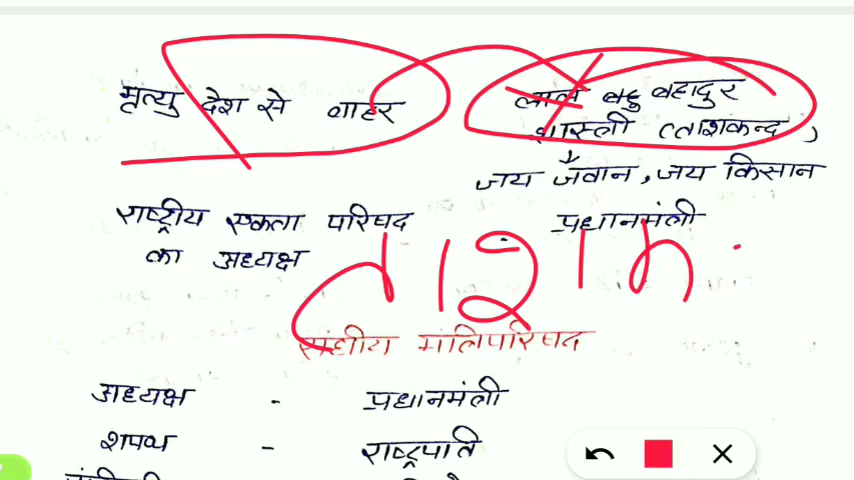 मृत्यु देश से बाहर
लाल बहादुर शास्त्री (ताशकन्द),
जय जवान, जय किसान
राष्ट्रीय एकता परिषद का अध्यक्ष
प्रधानमंत्री
संघीय मंत्रिपरिषद
अध्यक्ष - प्रधानमंत्री
शपथ - राष्ट्रपति